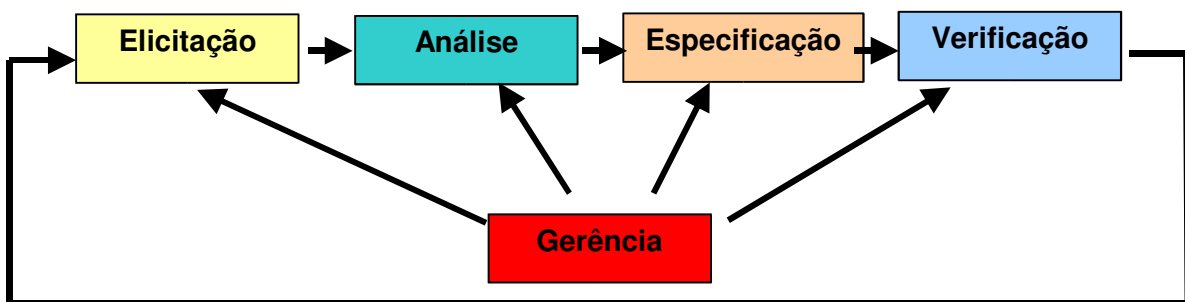 Elicitação
Análise
Especificação
Verificação
Gerência